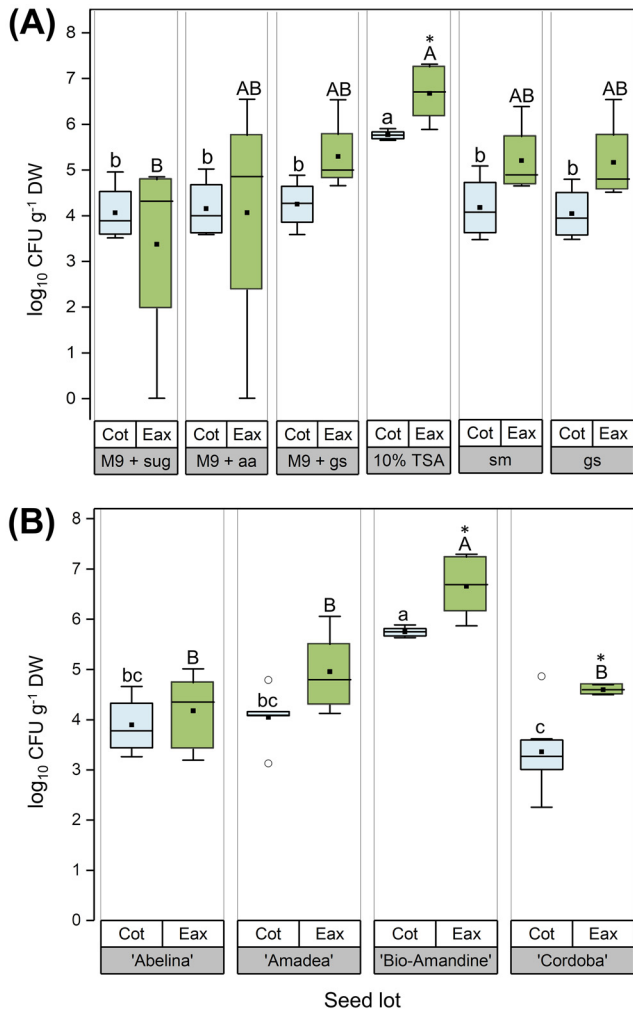 (A)
log₁₀ CFU g⁻¹ DW
8
7
6
5
4
3
2
1
0
b B b AB b AB a * A b AB b AB
Cot Eax Cot Eax Cot Eax Cot Eax Cot Eax Cot Eax
M9 + sug M9 + aa M9 + gs 10% TSA sm gs
(B)
log₁₀ CFU g⁻¹ DW
8
7
6
5
4
3
2
1
0
bc B bc B a * A c * B
Cot Eax Cot Eax Cot Eax Cot Eax
'Abelina' 'Amadea' 'Bio-Amandine' 'Cordoba'
Seed lot